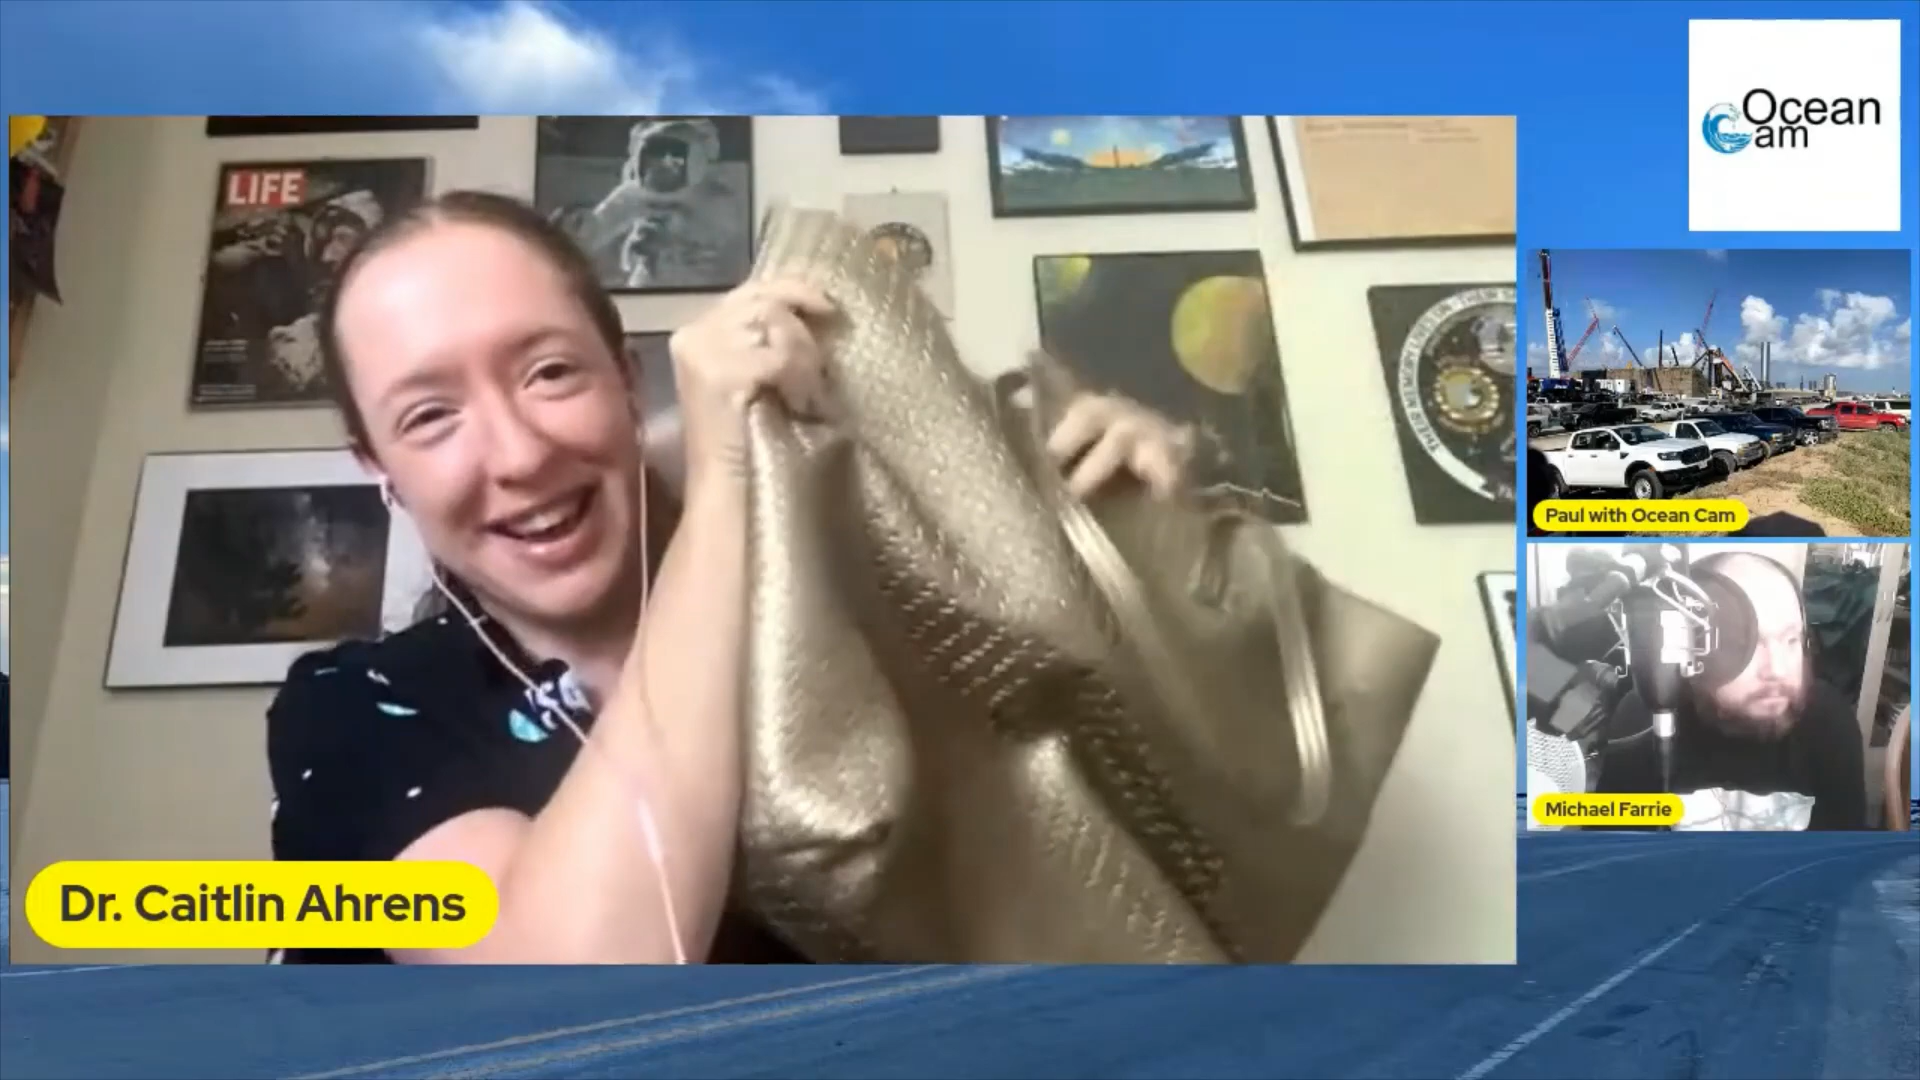 Ocean
Cam
LIFE
Paul with Ocean Cam
Michael Farrie
Dr. Caitlin Ahrens